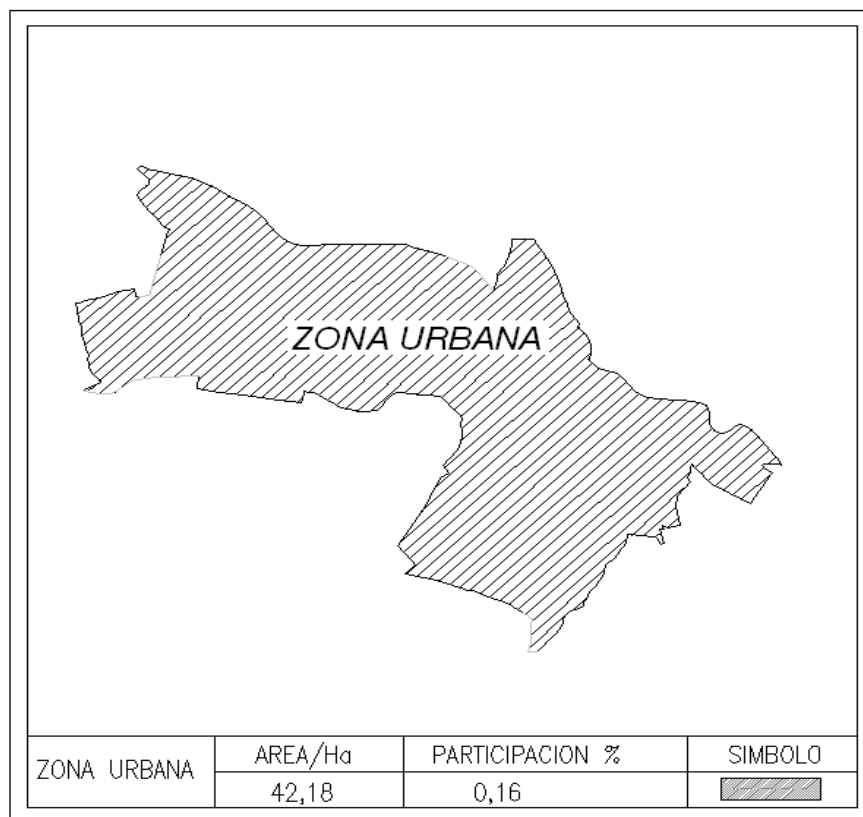 ZONA URBANA
ZONA URBANA
AREA/Ha
PARTICIPACION %
SIMBOLO
42,18
0,16